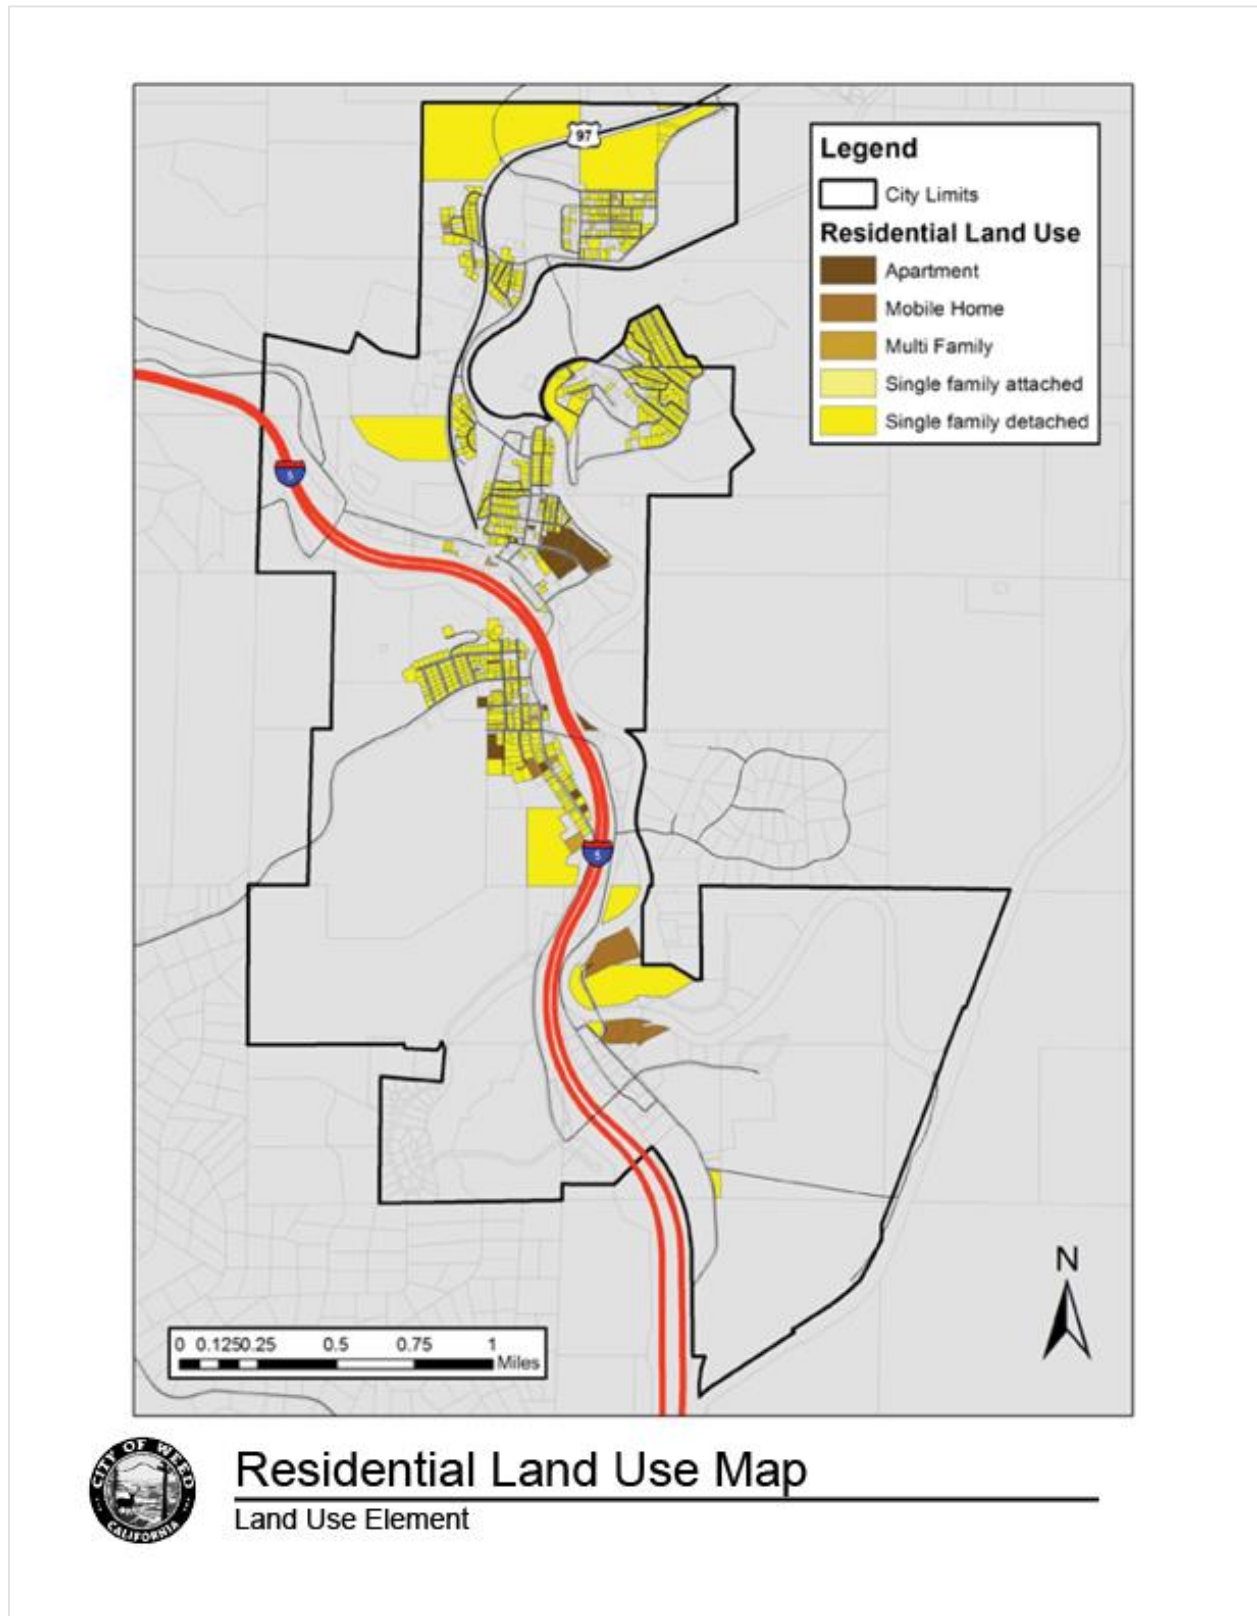 97
Legend
City Limits
Residential Land Use
Apartment
Mobile Home
Multi Family
Single family attached
Single family detached
5
5
N
0 0.1250.25 0.5 0.75 1
Miles
CITY OF WEED
CALIFORNIA
Residential Land Use Map
Land Use Element